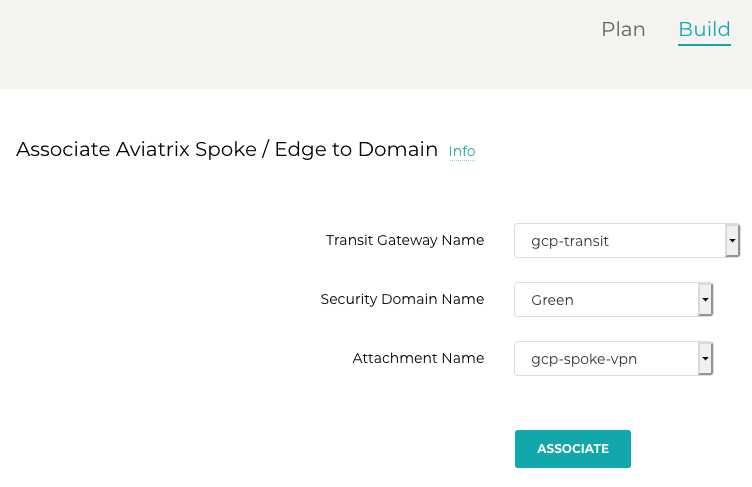 Plan Build
Associate Aviatrix Spoke / Edge to Domain Info
Transit Gateway Name gcp-transit
Security Domain Name Green
Attachment Name gcp-spoke-vpn
ASSOCIATE